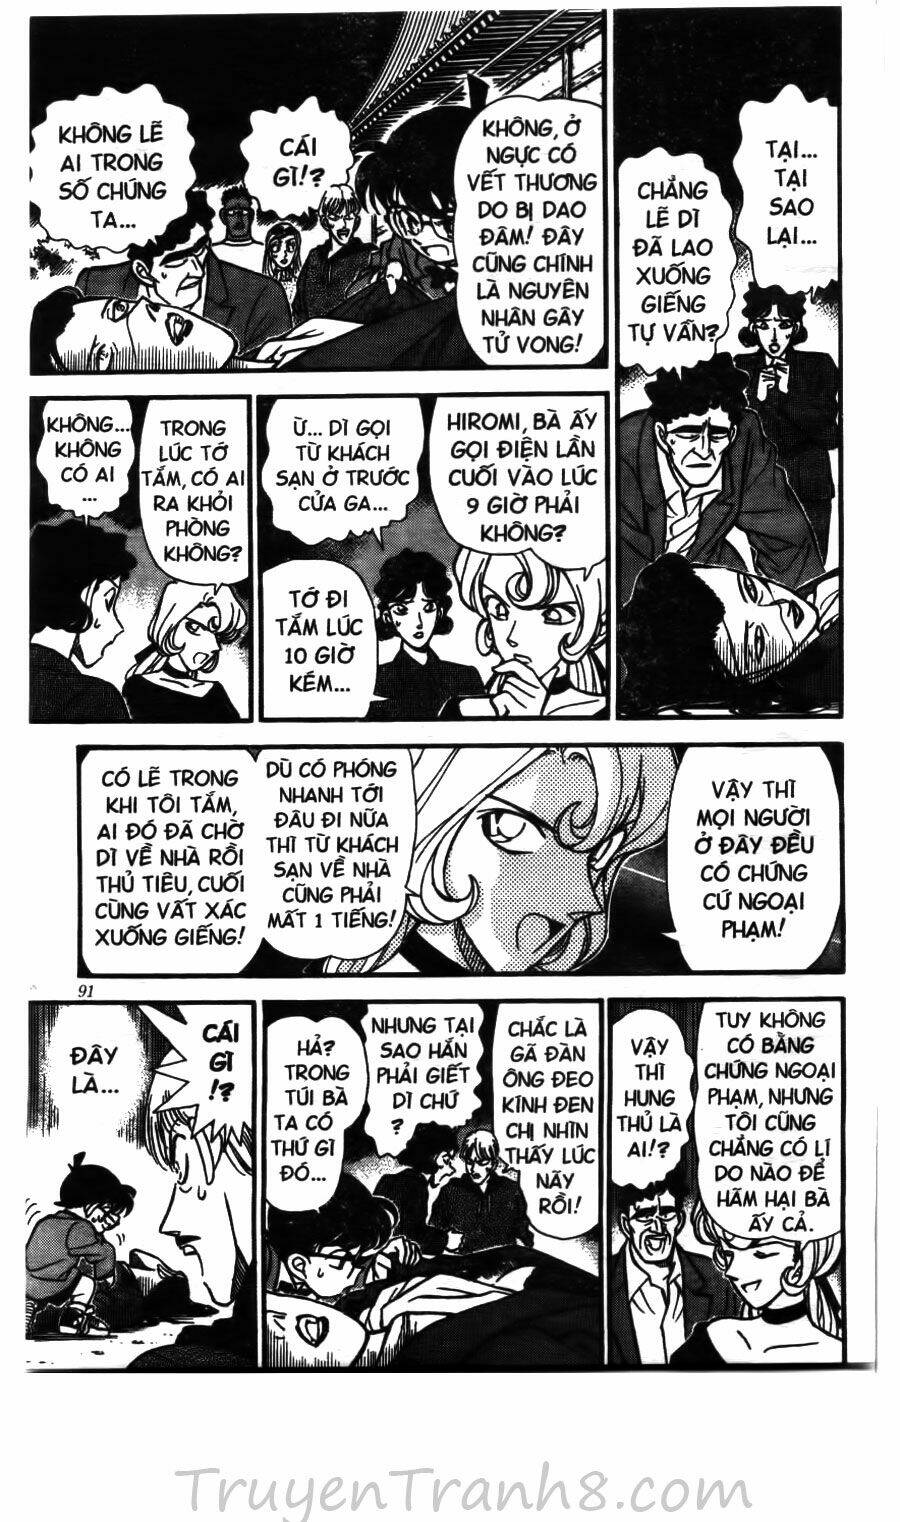 TẠI...
TẠI
SAO
LẠI...
CHẲNG
LẼ DÌ
ĐÃ LAO
XUỐNG
GIẾNG
TỰ VẪN?
KHÔNG, Ở
NGỰC CÓ
VẾT THƯƠNG
DO BỊ DAO
ĐÂM! ĐÂY
CŨNG CHÍNH
LÀ NGUYÊN
NHÂN GÂY
TỬ VONG!
CÁI
GÌ!?
KHÔNG LẼ
AI TRONG
SỐ CHÚNG
TA...
HIROMI, BÀ ẤY
GỌI ĐIỆN LẦN
CUỐI VÀO LÚC
9 GIỜ PHẢI
KHÔNG?
Ừ... DÌ GỌI
TỪ KHÁCH
SẠN Ở TRƯỚC
CỬA GA...
TỚ ĐI
TẮM LÚC
10 GIỜ
KÉM...
TRONG
LÚC TỚ
TẮM, CÓ AI
RA KHỎI
PHÒNG
KHÔNG?
KHÔNG...
KHÔNG
CÓ AI
...
VẬY THÌ
MỌI NGƯỜI
Ở ĐÂY ĐỀU
CÓ CHỨNG
CỨ NGOẠI
PHẠM!
DÙ CÓ PHÓNG
NHANH TỚI
ĐÂU ĐI NỮA
THÌ TỪ KHÁCH
SẠN VỀ NHÀ
CŨNG PHẢI
MẤT 1 TIẾNG!
CÓ LẼ TRONG
KHI TÔI TẮM,
AI ĐÓ ĐÃ CHỜ
DÌ VỀ NHÀ RỒI
THỦ TIÊU, CUỐI
CÙNG VẤT XÁC
XUỐNG GIẾNG!
91
TUY KHÔNG
CÓ BẰNG
CHỨNG NGOẠI
PHẠM, NHƯNG
TÔI CŨNG
CHẲNG CÓ LÍ
DO NÀO ĐỂ
HÃM HẠI BÀ
ẤY CẢ.
VẬY
THÌ
HUNG
THỦ LÀ
AI!?
CHẮC LÀ
GÃ ĐÀN
ÔNG ĐEO
KÍNH ĐEN
CHỊ NHÌN
THẤY LÚC
NÃY
RỒI!
NHƯNG TẠI
SAO HẮN
PHẢI GIẾT
DÌ CHỨ
?
HẢ?
TRONG
TÚI BÀ
TA CÓ
THỨ GÌ
ĐÓ...
CÁI
GÌ
!?
ĐÂY
LÀ...
TruyenTranh8.com